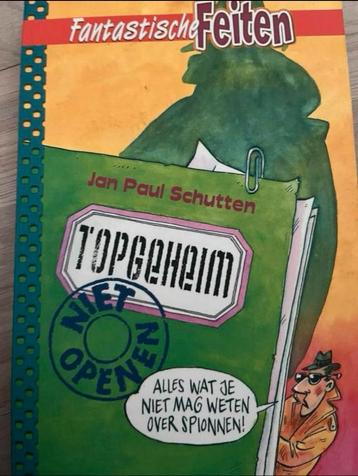 Fantastische Feiten
Jan Paul Schutten
TOPGEHEIM
NIET
OPENEN
ALLES WAT JE
NIET MAG WETEN
OVER SPIONNEN!